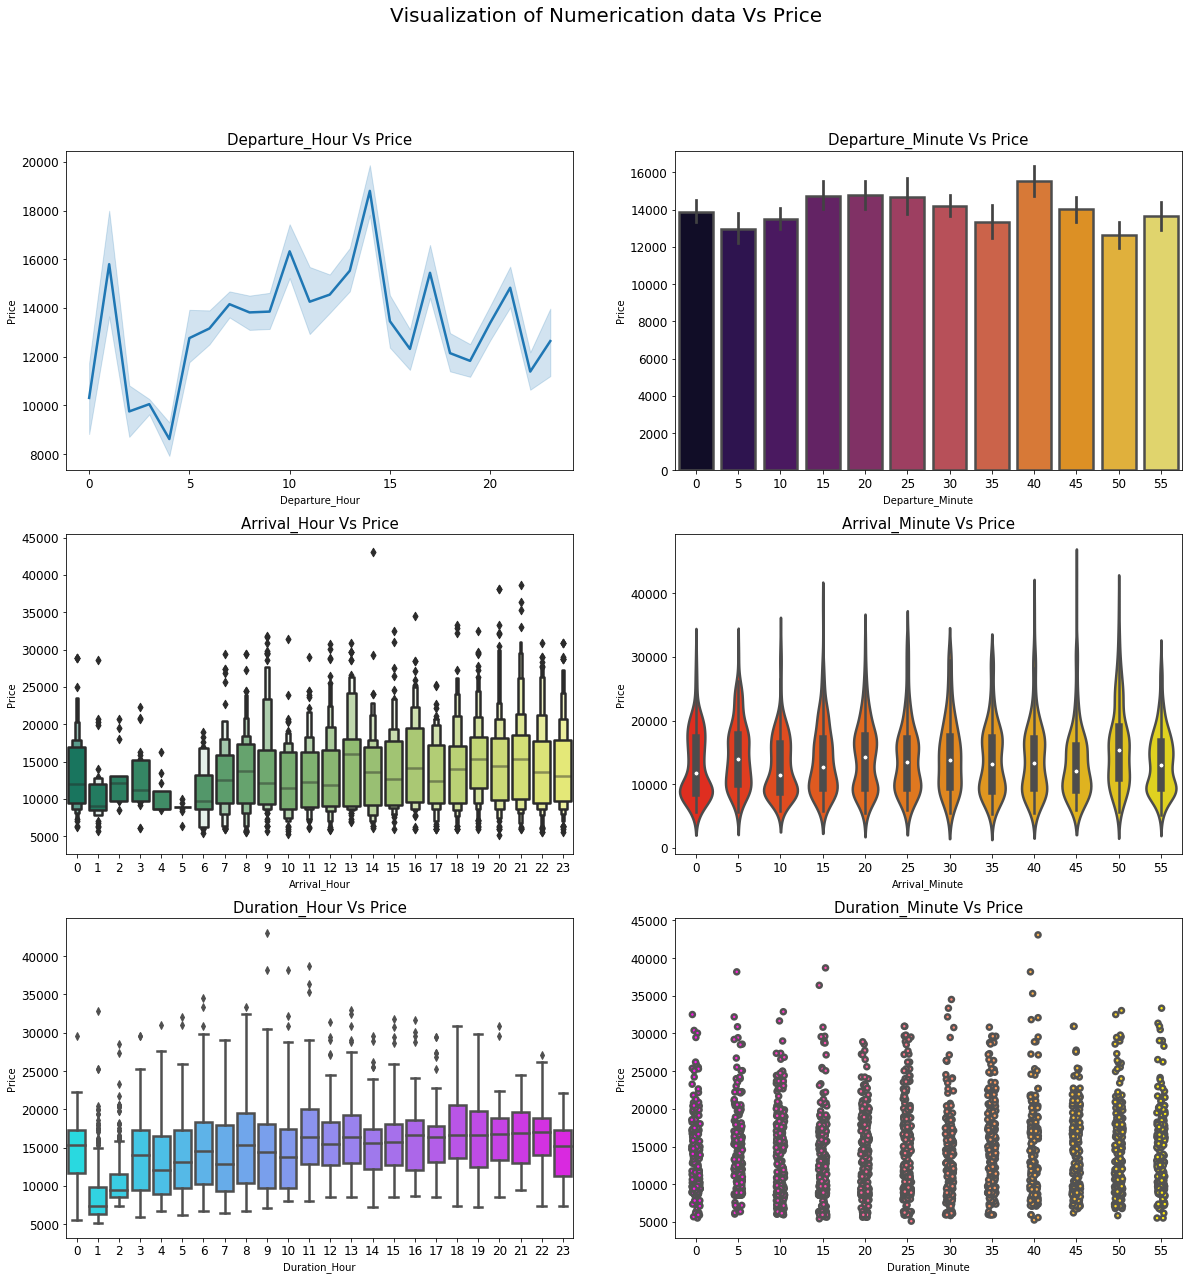 Visualization of Numerication data Vs Price
Departure_Hour Vs Price
20000
18000
16000
14000
12000
10000
8000
Price
0 5 10 15 20
Departure_Hour
Departure_Minute Vs Price
16000
14000
12000
10000
8000
6000
4000
2000
0
Price
0 5 10 15 20 25 30 35 40 45 50 55
Departure_Minute
Arrival_Hour Vs Price
45000
40000
35000
30000
25000
20000
15000
10000
5000
Price
0 1 2 3 4 5 6 7 8 9 10 11 12 13 14 15 16 17 18 19 20 21 22 23
Arrival_Hour
Arrival_Minute Vs Price
40000
30000
20000
10000
0
Price
0 5 10 15 20 25 30 35 40 45 50 55
Arrival_Minute
Duration_Hour Vs Price
40000
35000
30000
25000
20000
15000
10000
5000
Price
0 1 2 3 4 5 6 7 8 9 10 11 12 13 14 15 16 17 18 19 20 21 22 23
Duration_Hour
Duration_Minute Vs Price
45000
40000
35000
30000
25000
20000
15000
10000
5000
Price
0 5 10 15 20 25 30 35 40 45 50 55
Duration_Minute